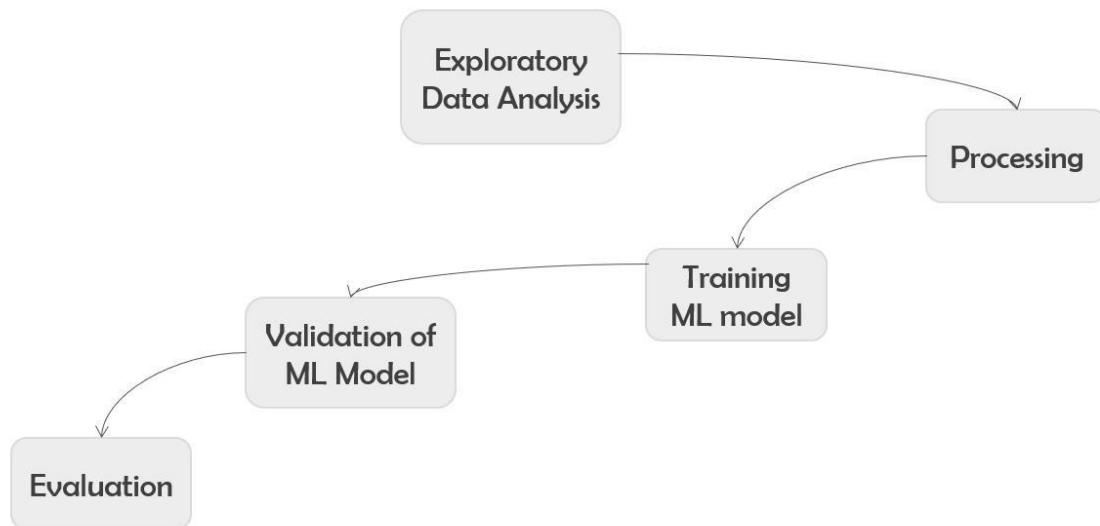 Exploratory
Data Analysis
Processing
Training
ML model
Validation of
ML Model
Evaluation